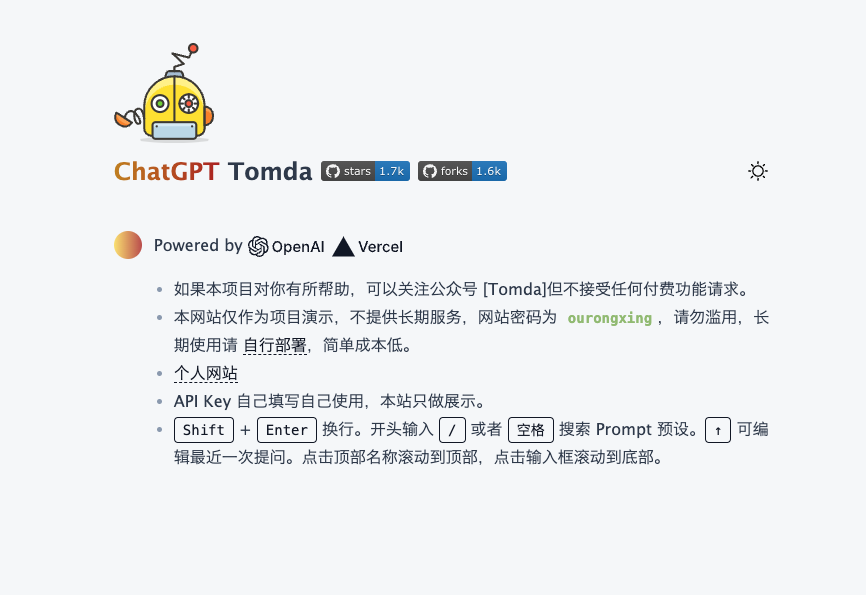 ChatGPT Tomda stars 1.7k forks 1.6k
Powered by OpenAI Vercel
如果本项目对你有所帮助，可以关注公众号 [Tomda]但不接受任何付费功能请求。
本网站仅作为项目演示，不提供长期服务，网站密码为 ourongxing ，请勿滥用，长
期使用请 自行部署，简单成本低。
个人网站
API Key 自己填写自己使用，本站只做展示。
Shift + Enter 换行。开头输入 / 或者 空格 搜索 Prompt 预设。 ↑ 可编
辑最近一次提问。点击顶部名称滚动到顶部，点击输入框滚动到底部。